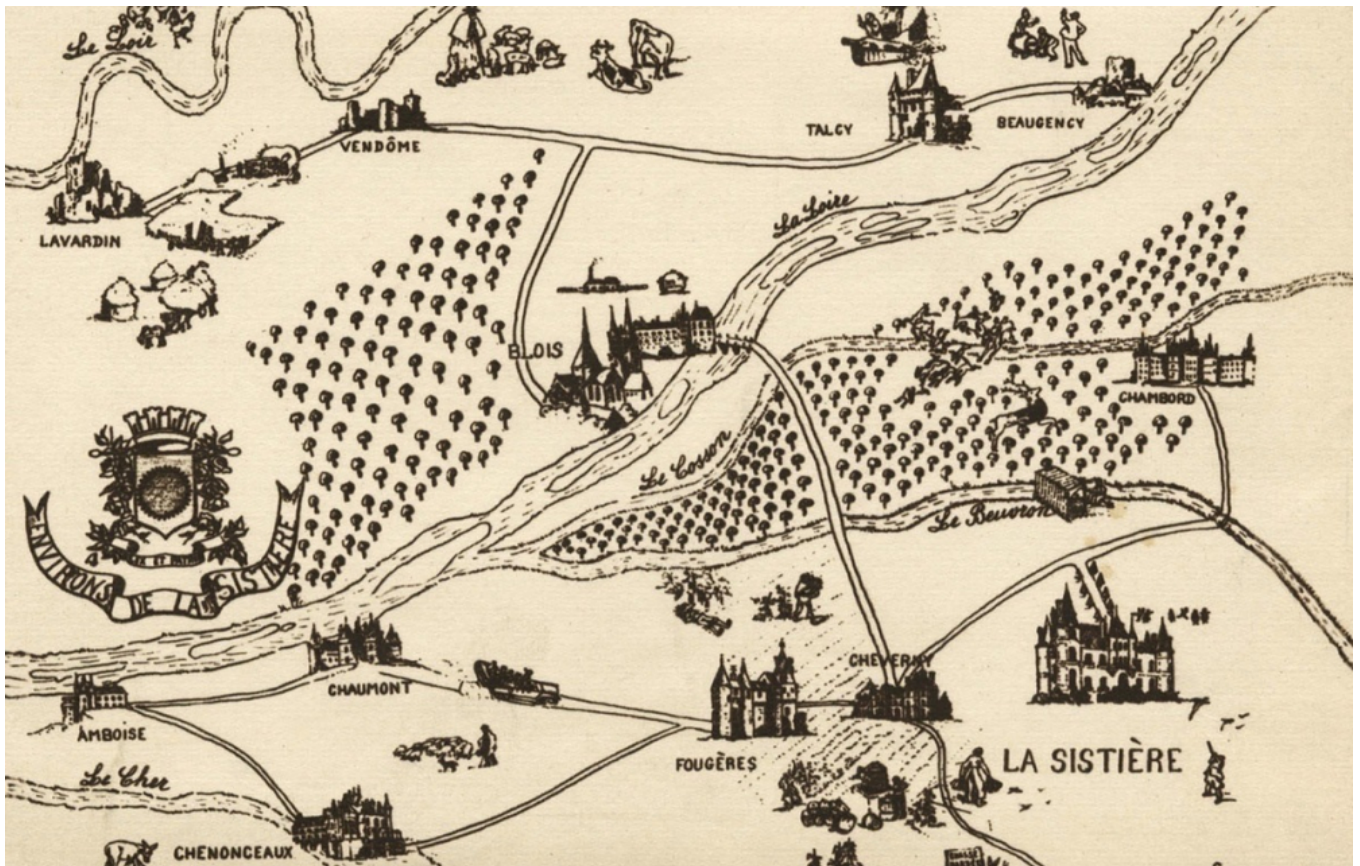 Le Loir
VENDÔME
TALCY
BEAUGENCY
LAVARDIN
La Loire
BLOIS
CHAMBORD
Le Cosson
Le Beuvron
ENVIRONS DE LA SISTIÈRE
CHEVERNY
CHAUMONT
AMBOISE
FOUGÈRES
LA SISTIÈRE
Le Cher
CHENONCEAUX